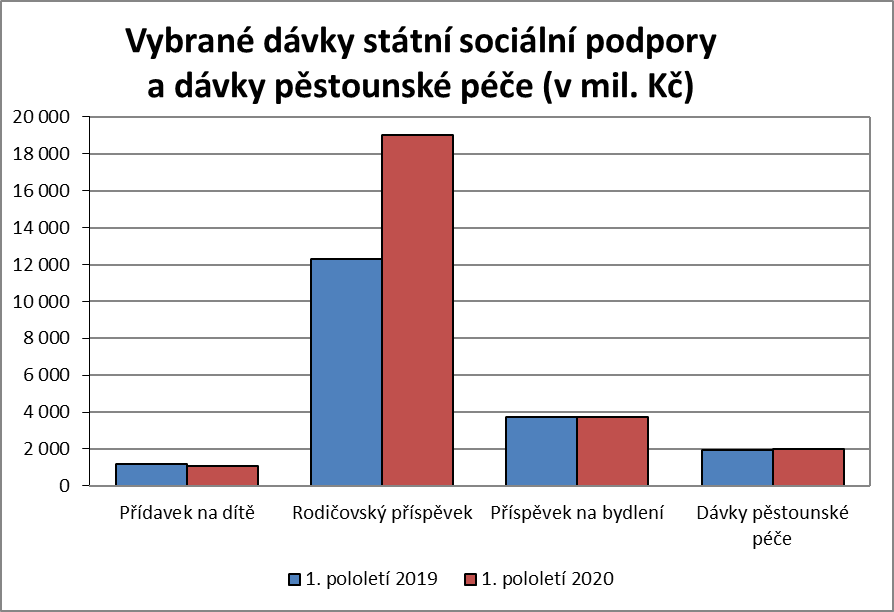 Vybrané dávky státní sociální podpory
a dávky pěstounské péče (v mil. Kč)
20 000
18 000
16 000
14 000
12 000
10 000
8 000
6 000
4 000
2 000
0
Přídavek na dítě
Rodičovský příspěvek
Příspěvek na bydlení
Dávky pěstounské
péče
1. pololetí 2019
1. pololetí 2020